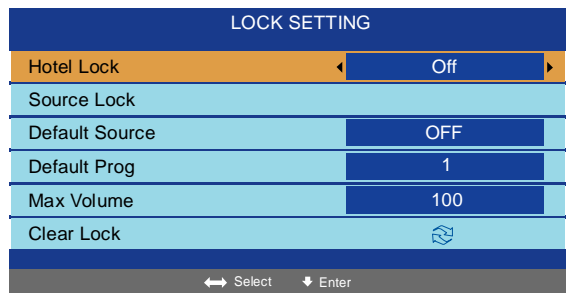 LOCK SETTING
Hotel Lock Off
Source Lock
Default Source OFF
Default Prog 1
Max Volume 100
Clear Lock
Select Enter